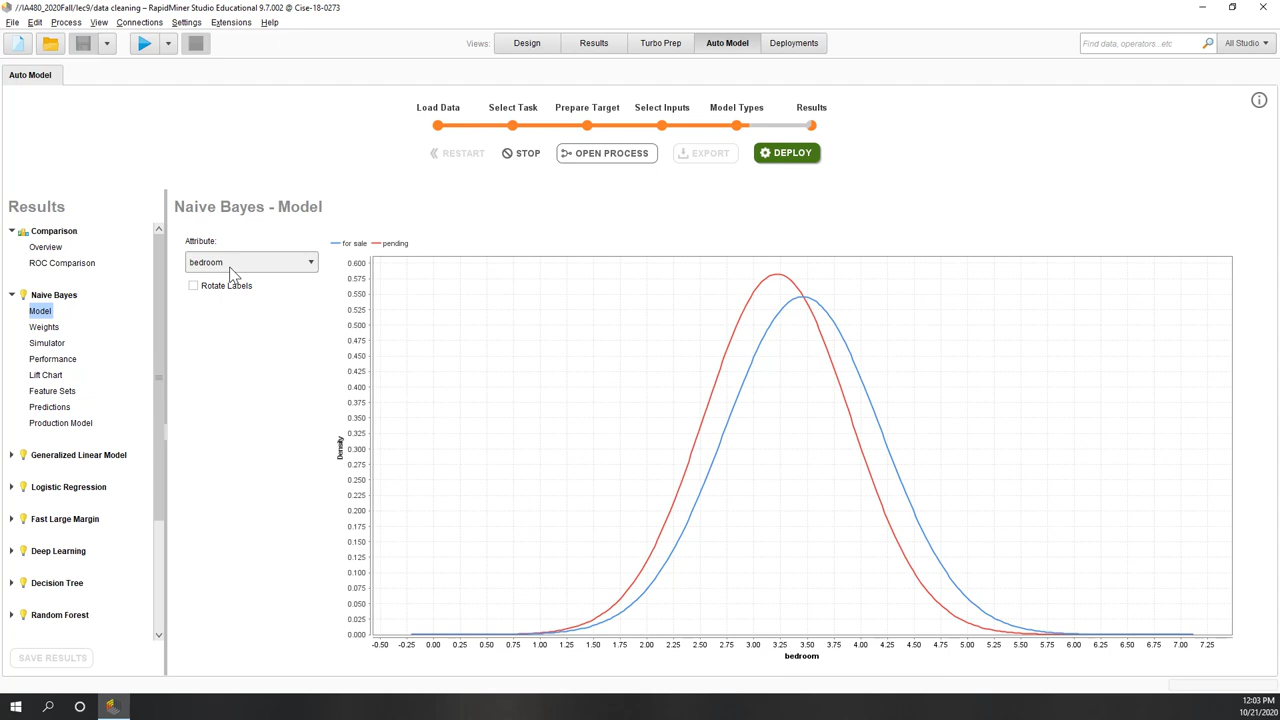 //IA480_2020Fall/lec9/data cleaning – RapidMiner Studio Educational 9.7.002 @ Cise-18-0273
File Edit Process View Connections Settings Extensions Help
Views: Design Results Turbo Prep Auto Model Deployments Find data, operators...etc All Studio
Auto Model
Load Data Select Task Prepare Target Select Inputs Model Types Results
RESTART STOP OPEN PROCESS EXPORT DEPLOY
Results
Comparison
Overview
ROC Comparison
Naive Bayes
Model
Weights
Simulator
Performance
Lift Chart
Feature Sets
Predictions
Production Model
Generalized Linear Model
Logistic Regression
Fast Large Margin
Deep Learning
Decision Tree
Random Forest
SAVE RESULTS
Naive Bayes - Model
Attribute:
bedroom
Rotate Labels
for sale pending
0.600
0.575
0.550
0.525
0.500
0.475
0.450
0.425
0.400
0.375
0.350
0.325
0.300
0.275
0.250
0.225
0.200
0.175
0.150
0.125
0.100
0.075
0.050
0.025
0.000
Density
-0.50 -0.25 0.00 0.25 0.50 0.75 1.00 1.25 1.50 1.75 2.00 2.25 2.50 2.75 3.00 3.25 3.50 3.75 4.00 4.25 4.50 4.75 5.00 5.25 5.50 5.75 6.00 6.25 6.50 6.75 7.00 7.25
bedroom
12:03 PM
10/21/2020